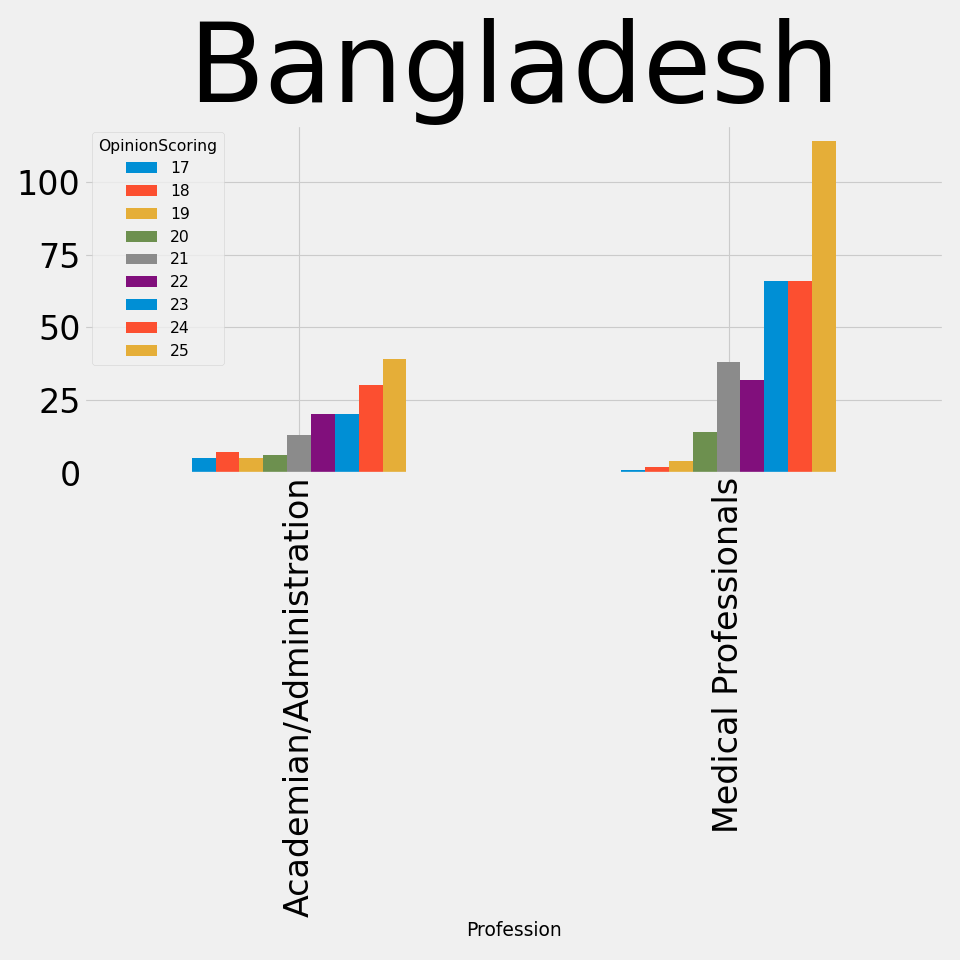 Bangladesh
OpinionScoring
17
18
19
20
21
22
23
24
25
100
75
50
25
0
Academian/Administration
Medical Professionals
Profession